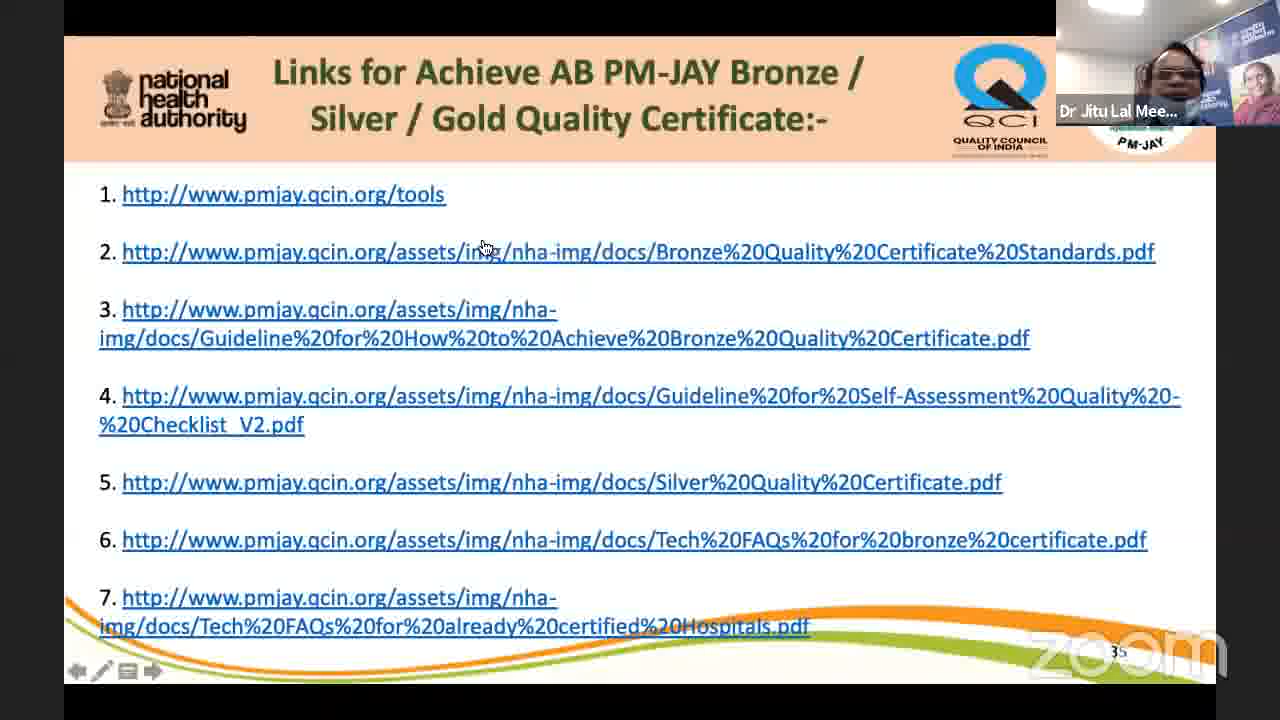 national
health
authority
Links for Achieve AB PM-JAY Bronze /
Silver / Gold Quality Certificate:-
QCI
QUALITY COUNCIL
OF INDIA
Dr Jitu Lal Mee...
PM-JAY
1. http://www.pmjay.qcin.org/tools
2. http://www.pmjay.qcin.org/assets/img/nha-img/docs/Bronze%20Quality%20Certificate%20Standards.pdf
3. http://www.pmjay.qcin.org/assets/img/nha-
img/docs/Guideline%20for%20How%20to%20Achieve%20Bronze%20Quality%20Certificate.pdf
4. http://www.pmjay.qcin.org/assets/img/nha-img/docs/Guideline%20for%20Self-Assessment%20Quality%20-
%20Checklist_V2.pdf
5. http://www.pmjay.qcin.org/assets/img/nha-img/docs/Silver%20Quality%20Certificate.pdf
6. http://www.pmjay.qcin.org/assets/img/nha-img/docs/Tech%20FAQs%20for%20bronze%20certificate.pdf
7. http://www.pmjay.qcin.org/assets/img/nha-
img/docs/Tech%20FAQs%20for%20already%20certified%20Hospitals.pdf
35
zoom